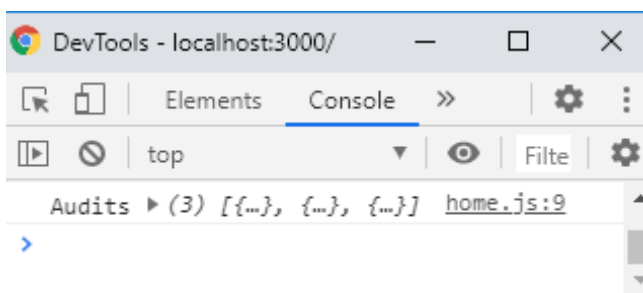 DevTools - localhost:3000/
Elements Console »
top Filte
Audits ▶ (3) [{…}, {…}, {…}] home.js:9
>